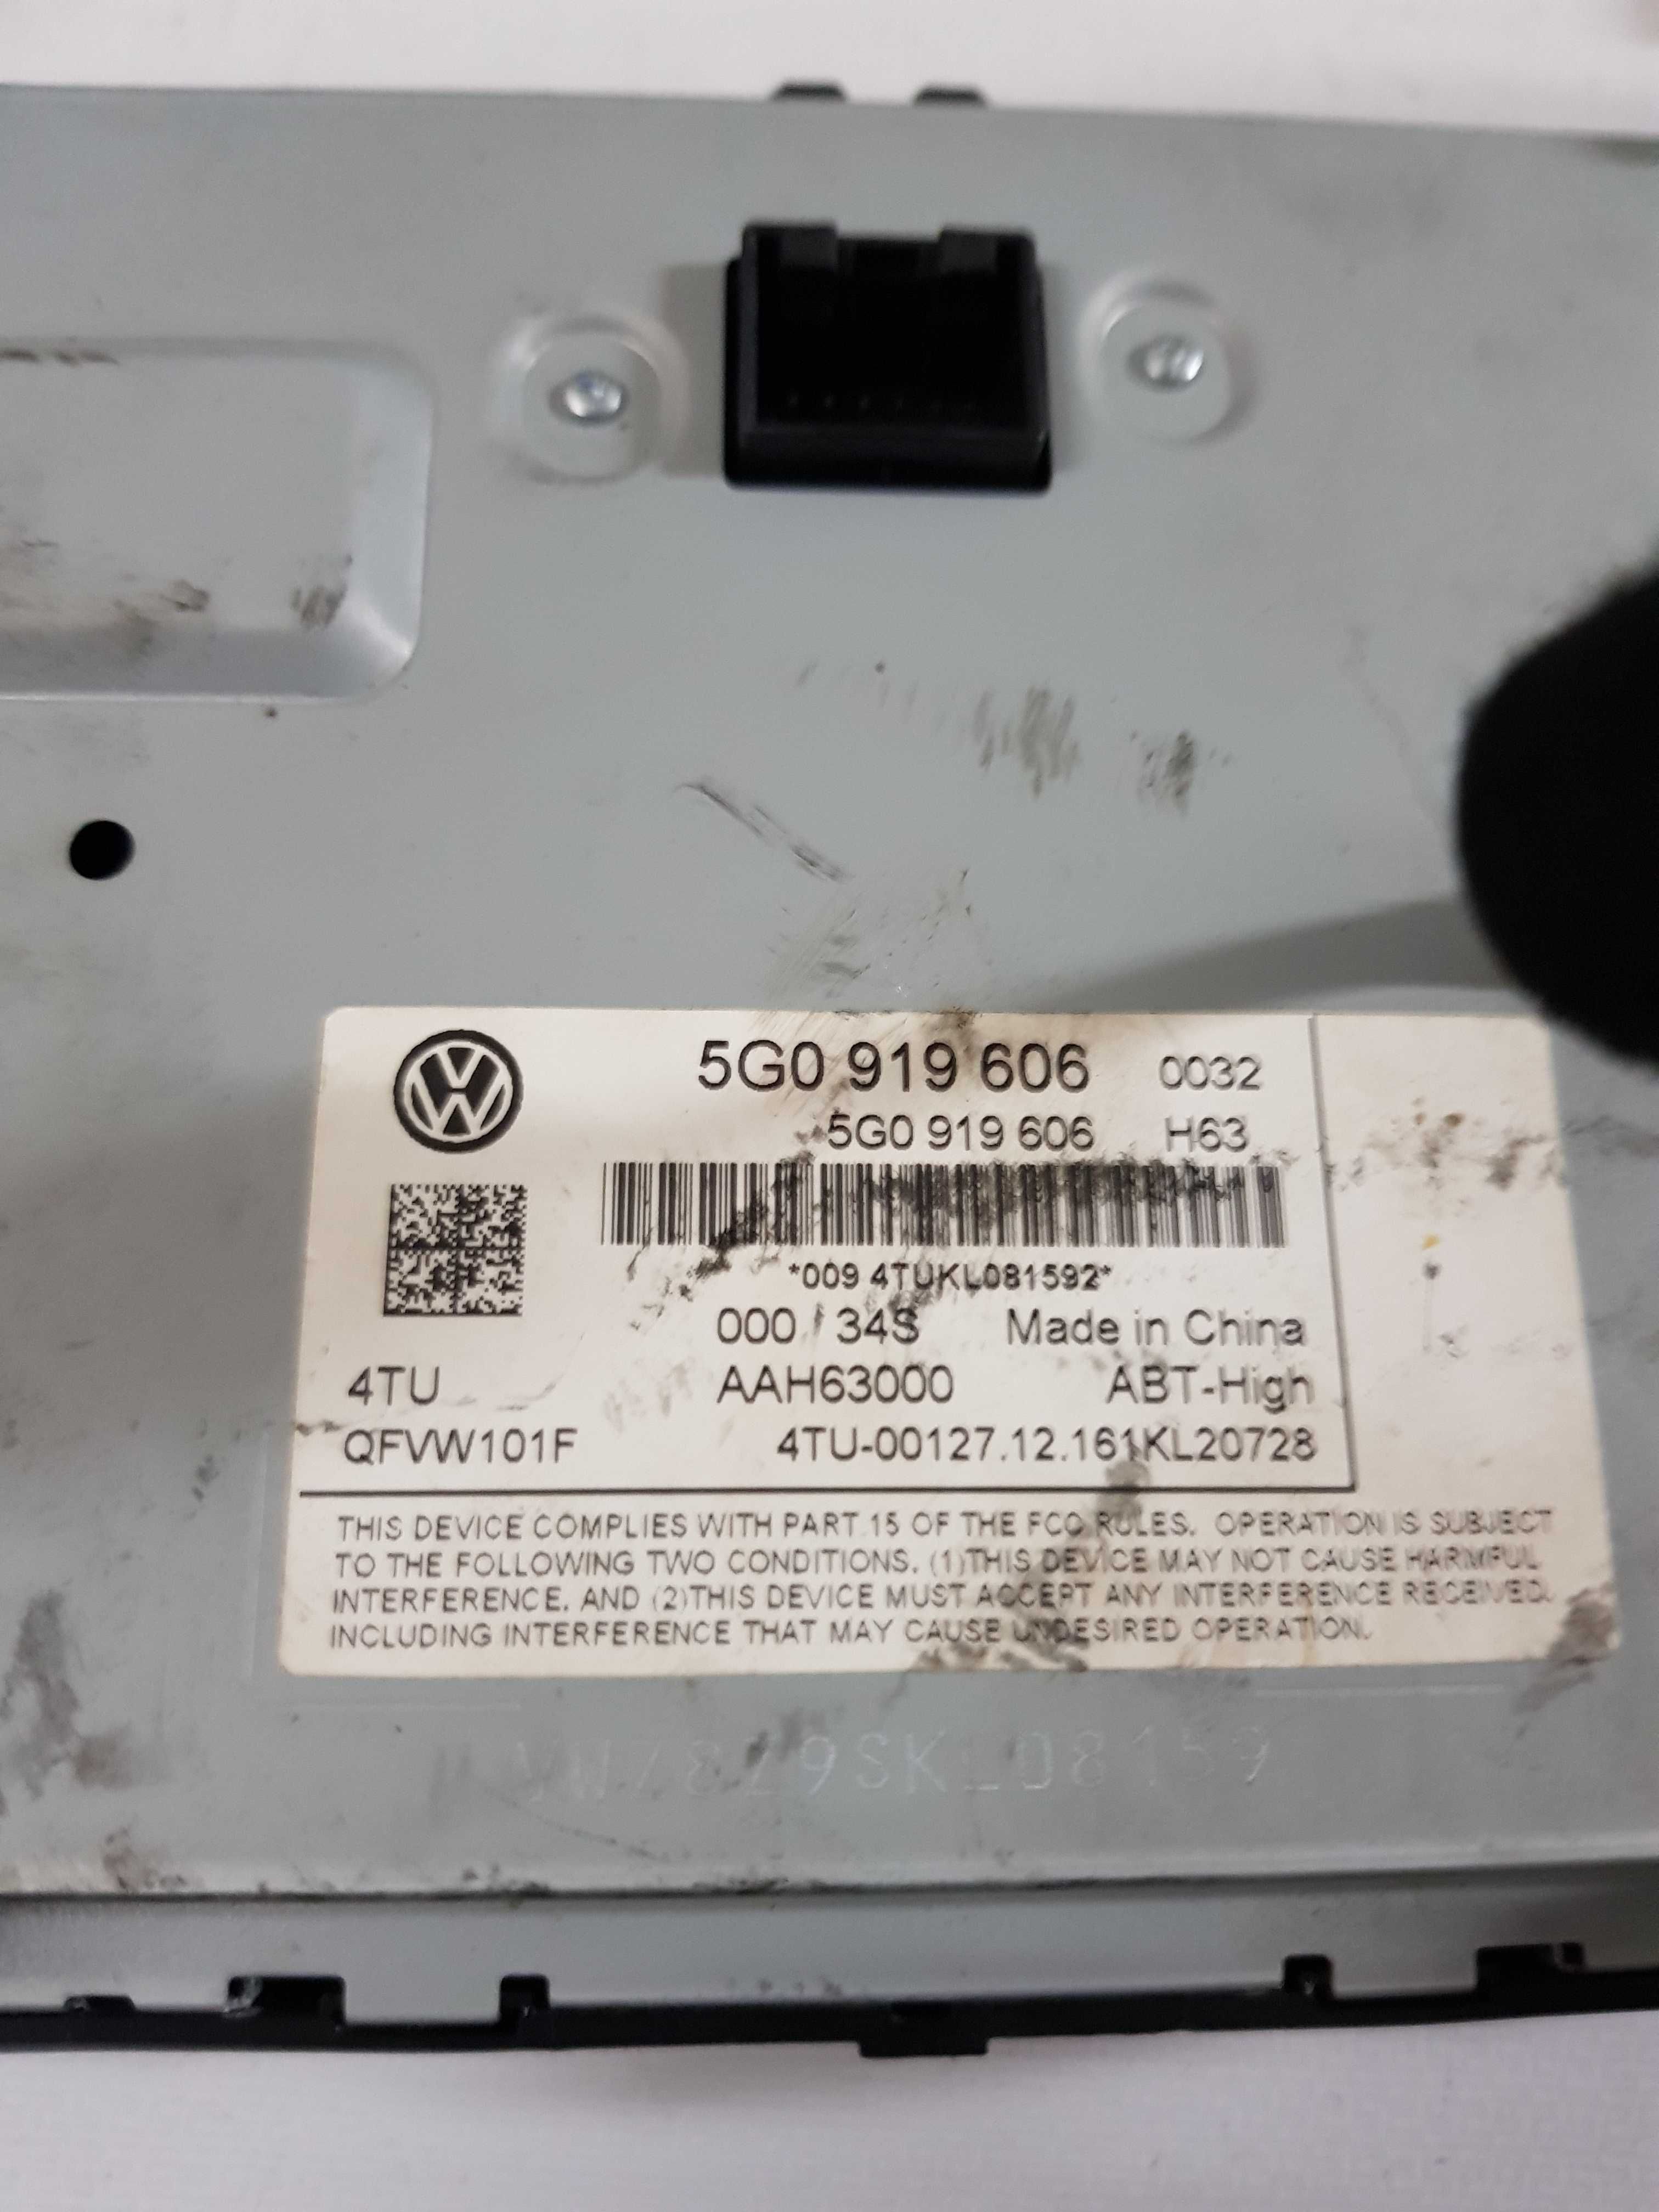 5G0 919 606 0032
5G0 919 606 H63
*009 4TUKL081592*
000 34S Made in China
4TU AAH63000 ABT-High
QFVW101F 4TU-00127.12.161KL20728
THIS DEVICE COMPLIES WITH PART 15 OF THE FCC RULES. OPERATION IS SUBJECT
TO THE FOLLOWING TWO CONDITIONS. (1)THIS DEVICE MAY NOT CAUSE HARMFUL
INTERFERENCE. AND (2)THIS DEVICE MUST ACCEPT ANY INTERFERENCE RECEIVED.
INCLUDING INTERFERENCE THAT MAY CAUSE UNDESIRED OPERATION.